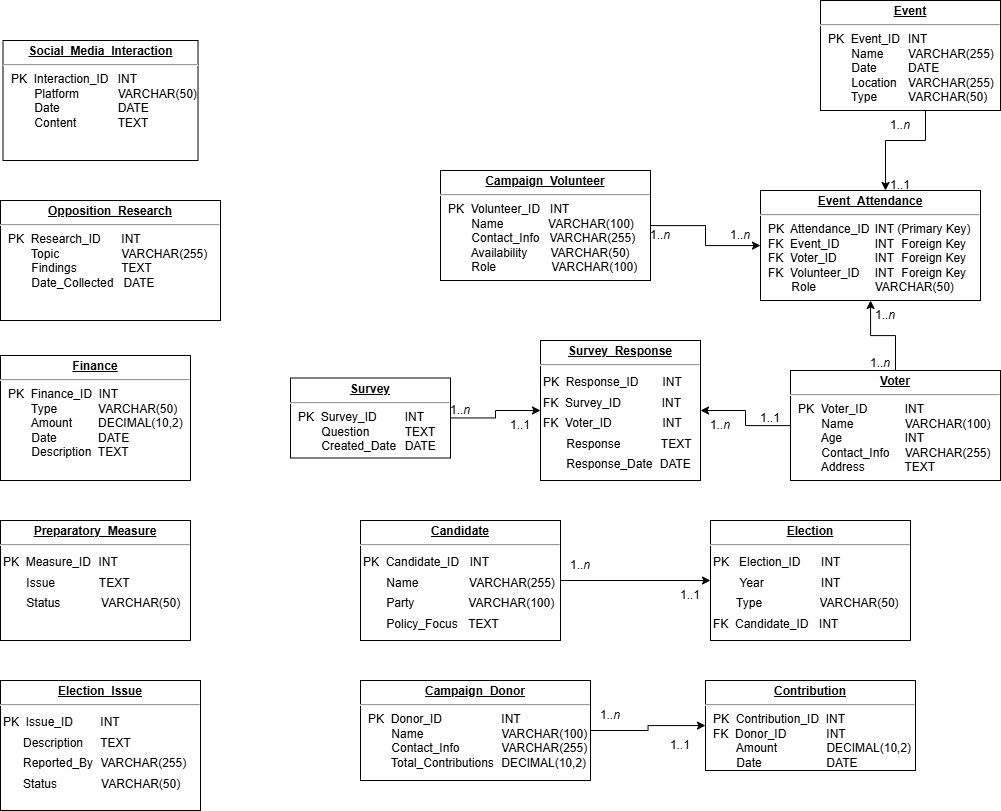 Event
PK Event_ID INT
Name VARCHAR(255)
Date DATE
Location VARCHAR(255)
Type VARCHAR(50)
1..n
1..1
Social_Media_Interaction
PK Interaction_ID INT
Platform VARCHAR(50)
Date DATE
Content TEXT
Campaign_Volunteer
PK Volunteer_ID INT
Name VARCHAR(100)
Contact_Info VARCHAR(255)
Availability VARCHAR(50)
Role VARCHAR(100)
1..n
1..n
Event_Attendance
PK Attendance_ID INT (Primary Key)
FK Event_ID INT Foreign Key
FK Voter_ID INT Foreign Key
FK Volunteer_ID INT Foreign Key
Role VARCHAR(50)
1..n
1..n
Opposition_Research
PK Research_ID INT
Topic VARCHAR(255)
Findings TEXT
Date_Collected DATE
Finance
PK Finance_ID INT
Type VARCHAR(50)
Amount DECIMAL(10,2)
Date DATE
Description TEXT
Survey
PK Survey_ID INT
Question TEXT
Created_Date DATE
1..n
1..1
Survey_Response
PK Response_ID INT
FK Survey_ID INT
FK Voter_ID INT
Response TEXT
Response_Date DATE
1..n
1..1
Voter
PK Voter_ID INT
Name VARCHAR(100)
Age INT
Contact_Info VARCHAR(255)
Address TEXT
Preparatory_Measure
PK Measure_ID INT
Issue TEXT
Status VARCHAR(50)
Candidate
PK Candidate_ID INT
Name VARCHAR(255)
Party VARCHAR(100)
Policy_Focus TEXT
1..n
1..1
Election
PK Election_ID INT
Year INT
Type VARCHAR(50)
FK Candidate_ID INT
Election_Issue
PK Issue_ID INT
Description TEXT
Reported_By VARCHAR(255)
Status VARCHAR(50)
Campaign_Donor
PK Donor_ID INT
Name VARCHAR(100)
Contact_Info VARCHAR(255)
Total_Contributions DECIMAL(10,2)
1..n
1..1
Contribution
PK Contribution_ID INT
FK Donor_ID INT
Amount DECIMAL(10,2)
Date DATE